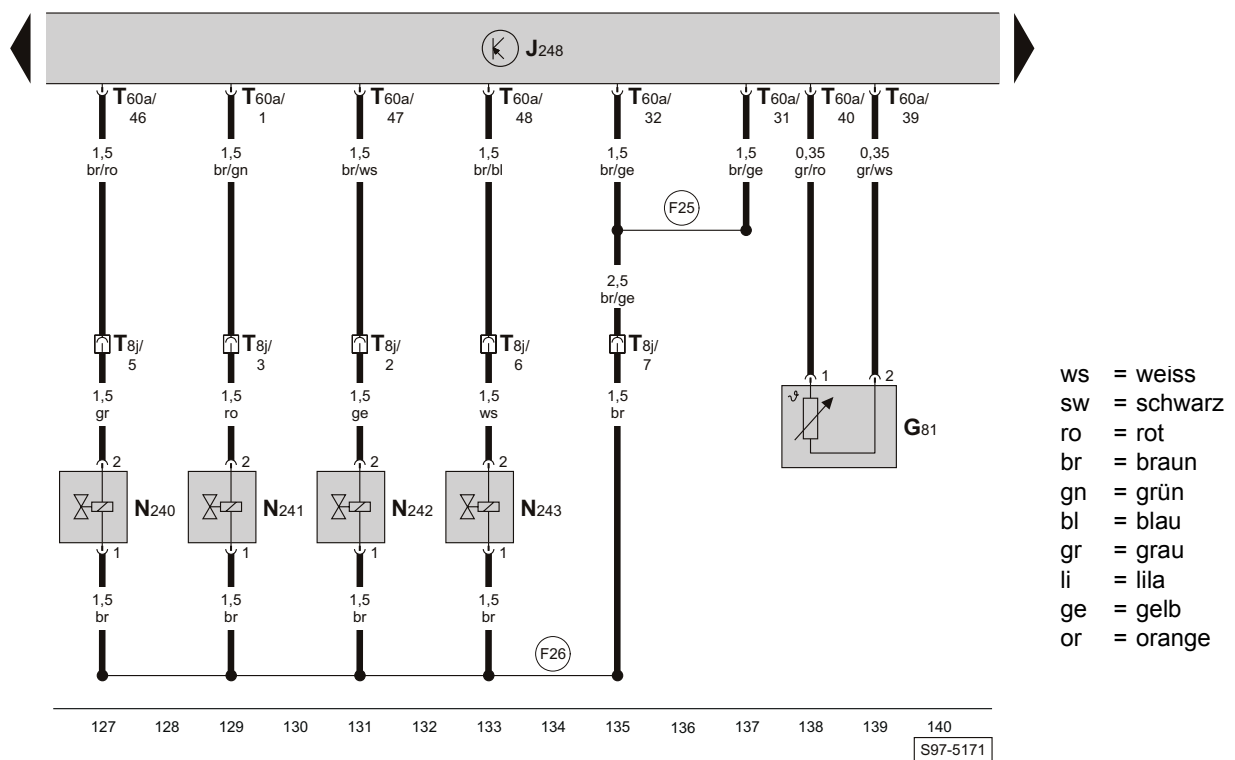 J248
T60a/ T60a/ T60a/ T60a/ T60a/ T60a/ T60a/ T60a/
46 1 47 48 32 31 40 39
1,5 1,5 1,5 1,5 1,5 1,5 0,35 0,35
br/ro br/gn br/ws br/bl br/ge br/ge gr/ro gr/ws
F25
2,5
br/ge
T8j/ T8j/ T8j/ T8j/ T8j/
5 3 2 6 7
1 2
1,5 1,5 1,5 1,5 1,5
gr ro ge ws br
ϑ
G81
2 2 2 2
N240 N241 N242 N243
1 1 1 1
1,5 1,5 1,5 1,5
br br br br
F26
127 128 129 130 131 132 133 134 135 136 137 138 139 140
S97-5171
ws = weiss
sw = schwarz
ro = rot
br = braun
gn = grün
bl = blau
gr = grau
li = lila
ge = gelb
or = orange